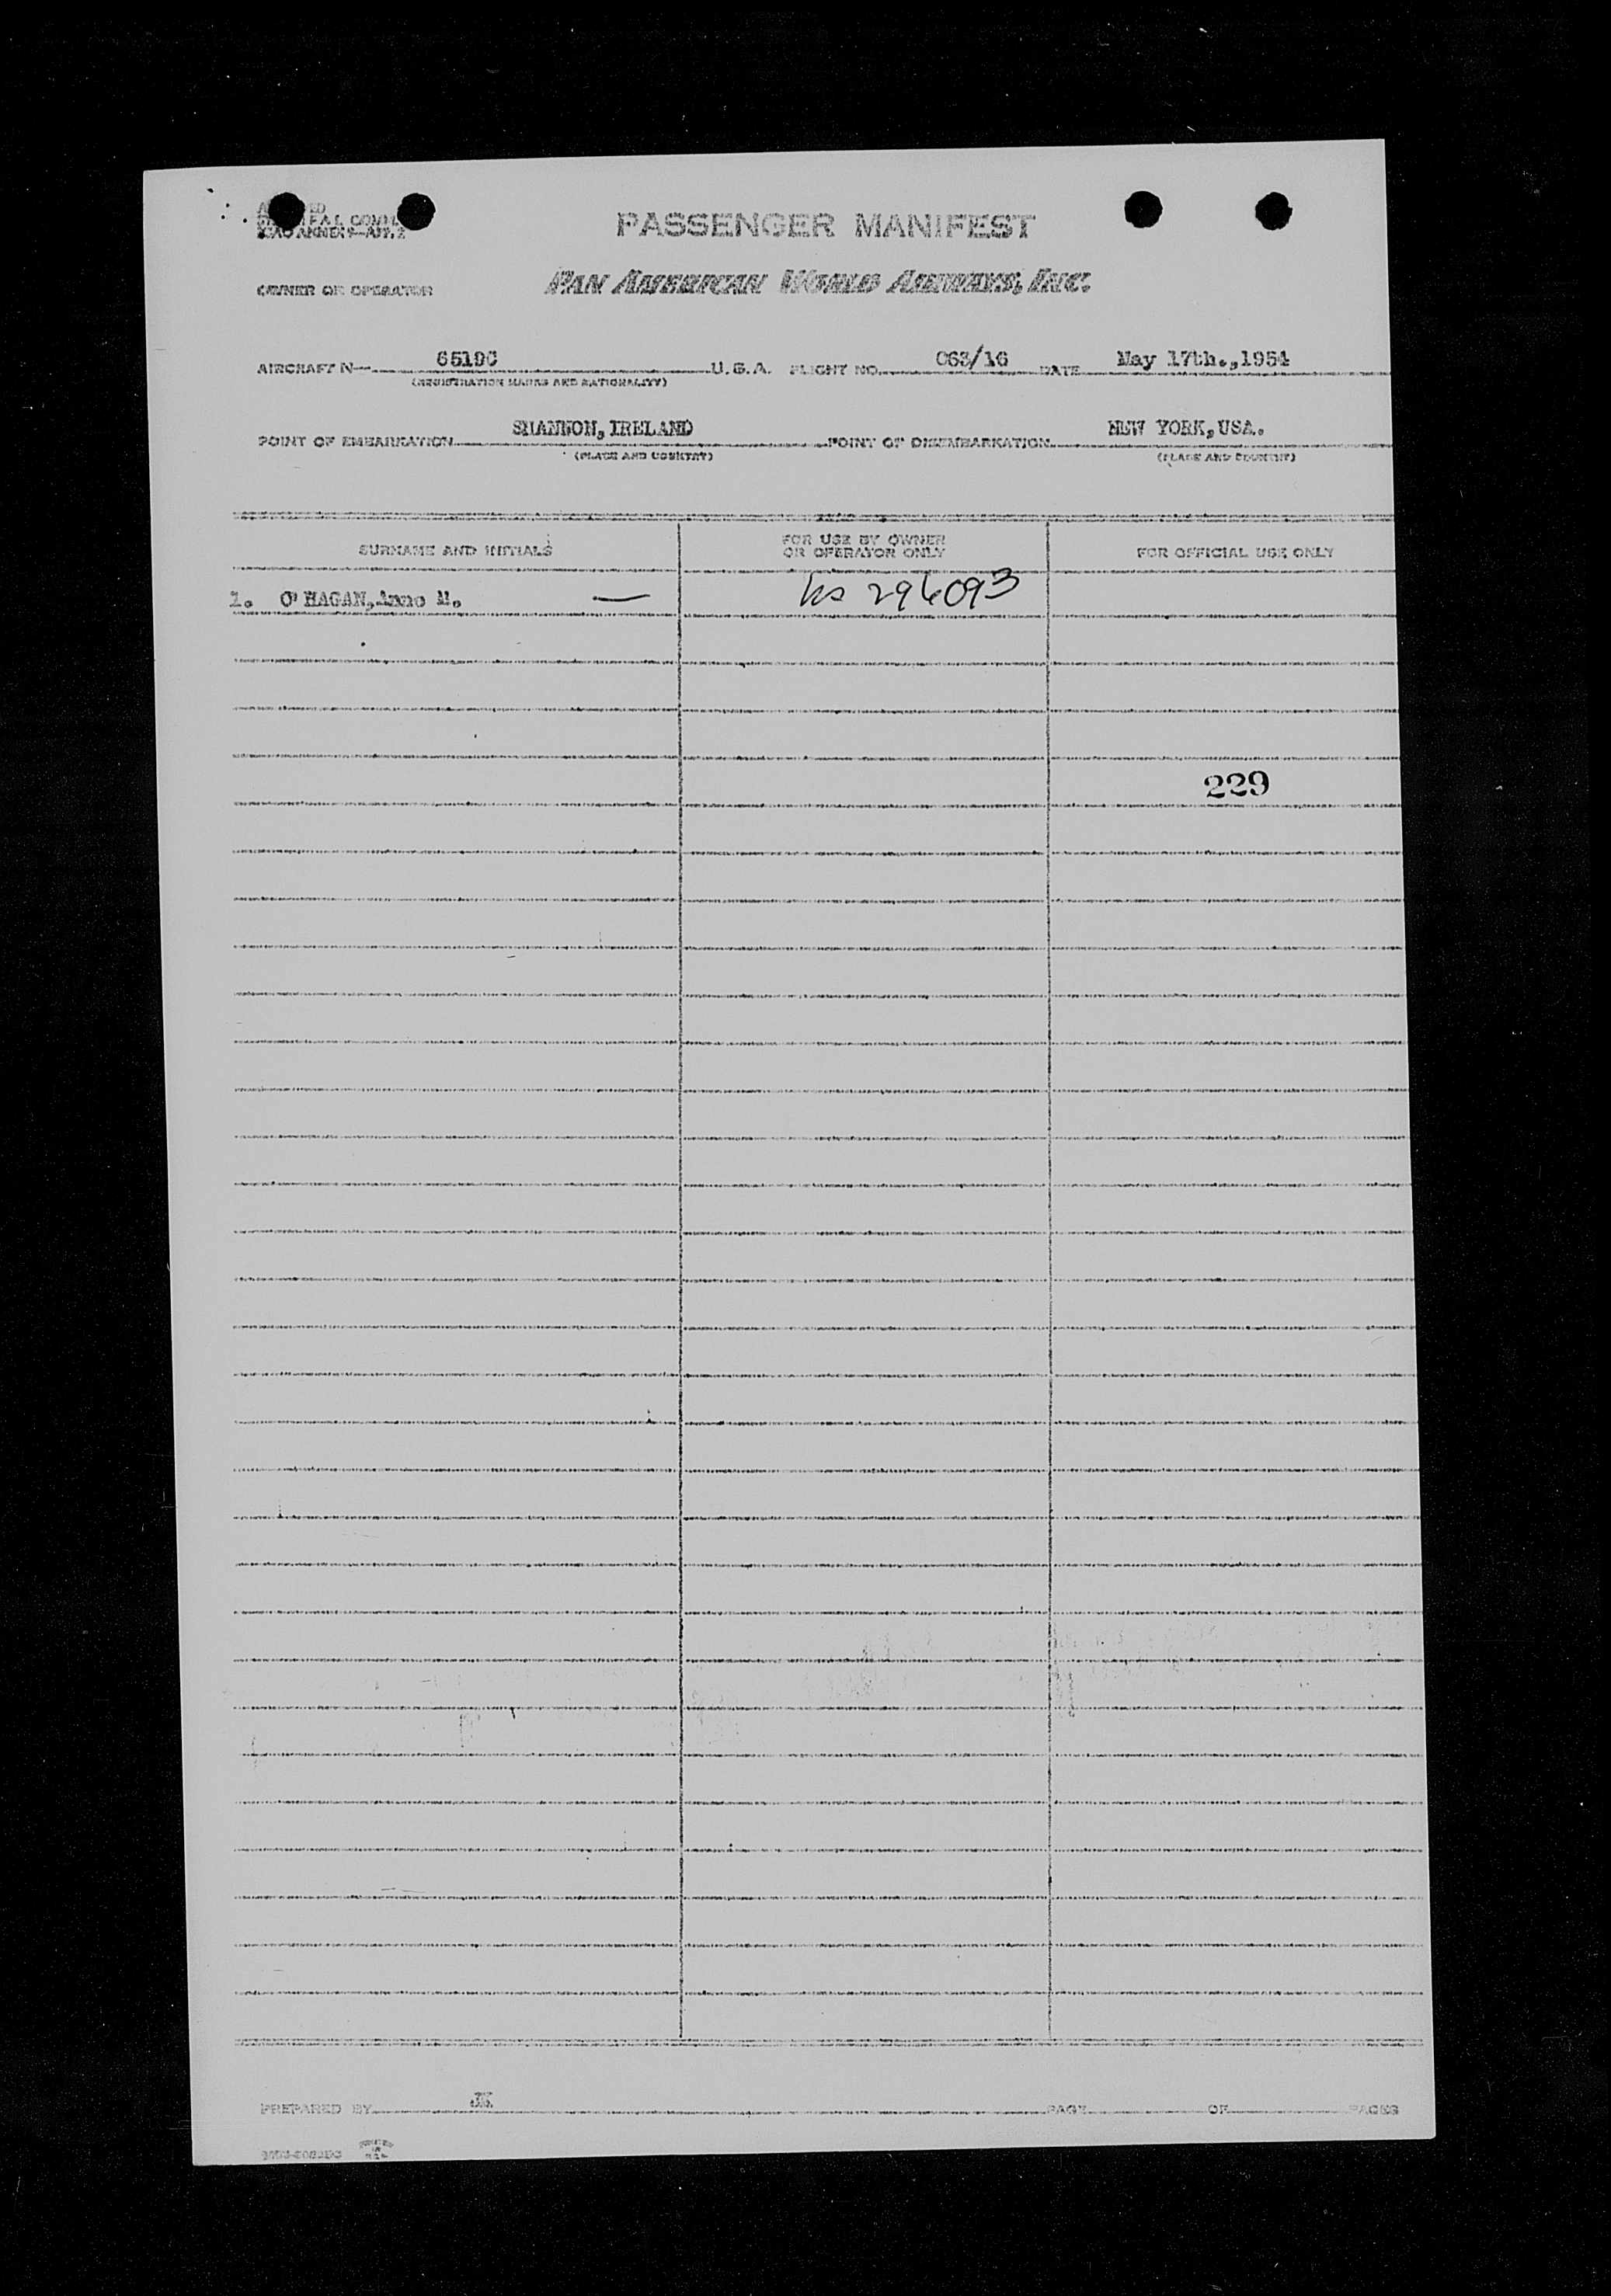 PASSENGER MANIFEST
OWNER OR OPERATOR PAN AMERICAN WORLD AIRWAYS, INC.
AIRCRAFT N— 6519C U.S.A. FLIGHT NO. 063/16 DATE May 17th.,1954
(REGISTRATION MARKS AND NATIONALITY)
POINT OF EMBARKATION SHANNON, IRELAND POINT OF DISEMBARKATION NEW YORK, USA.
(PLACE AND COUNTRY) (PLACE AND COUNTRY)
SURNAME AND INITIALS FOR USE BY OWNER OR OPERATOR ONLY FOR OFFICIAL USE ONLY
1. O'HAGAN, Anne M. — 296093
229
PREPARED BY PAGE OF PAGES